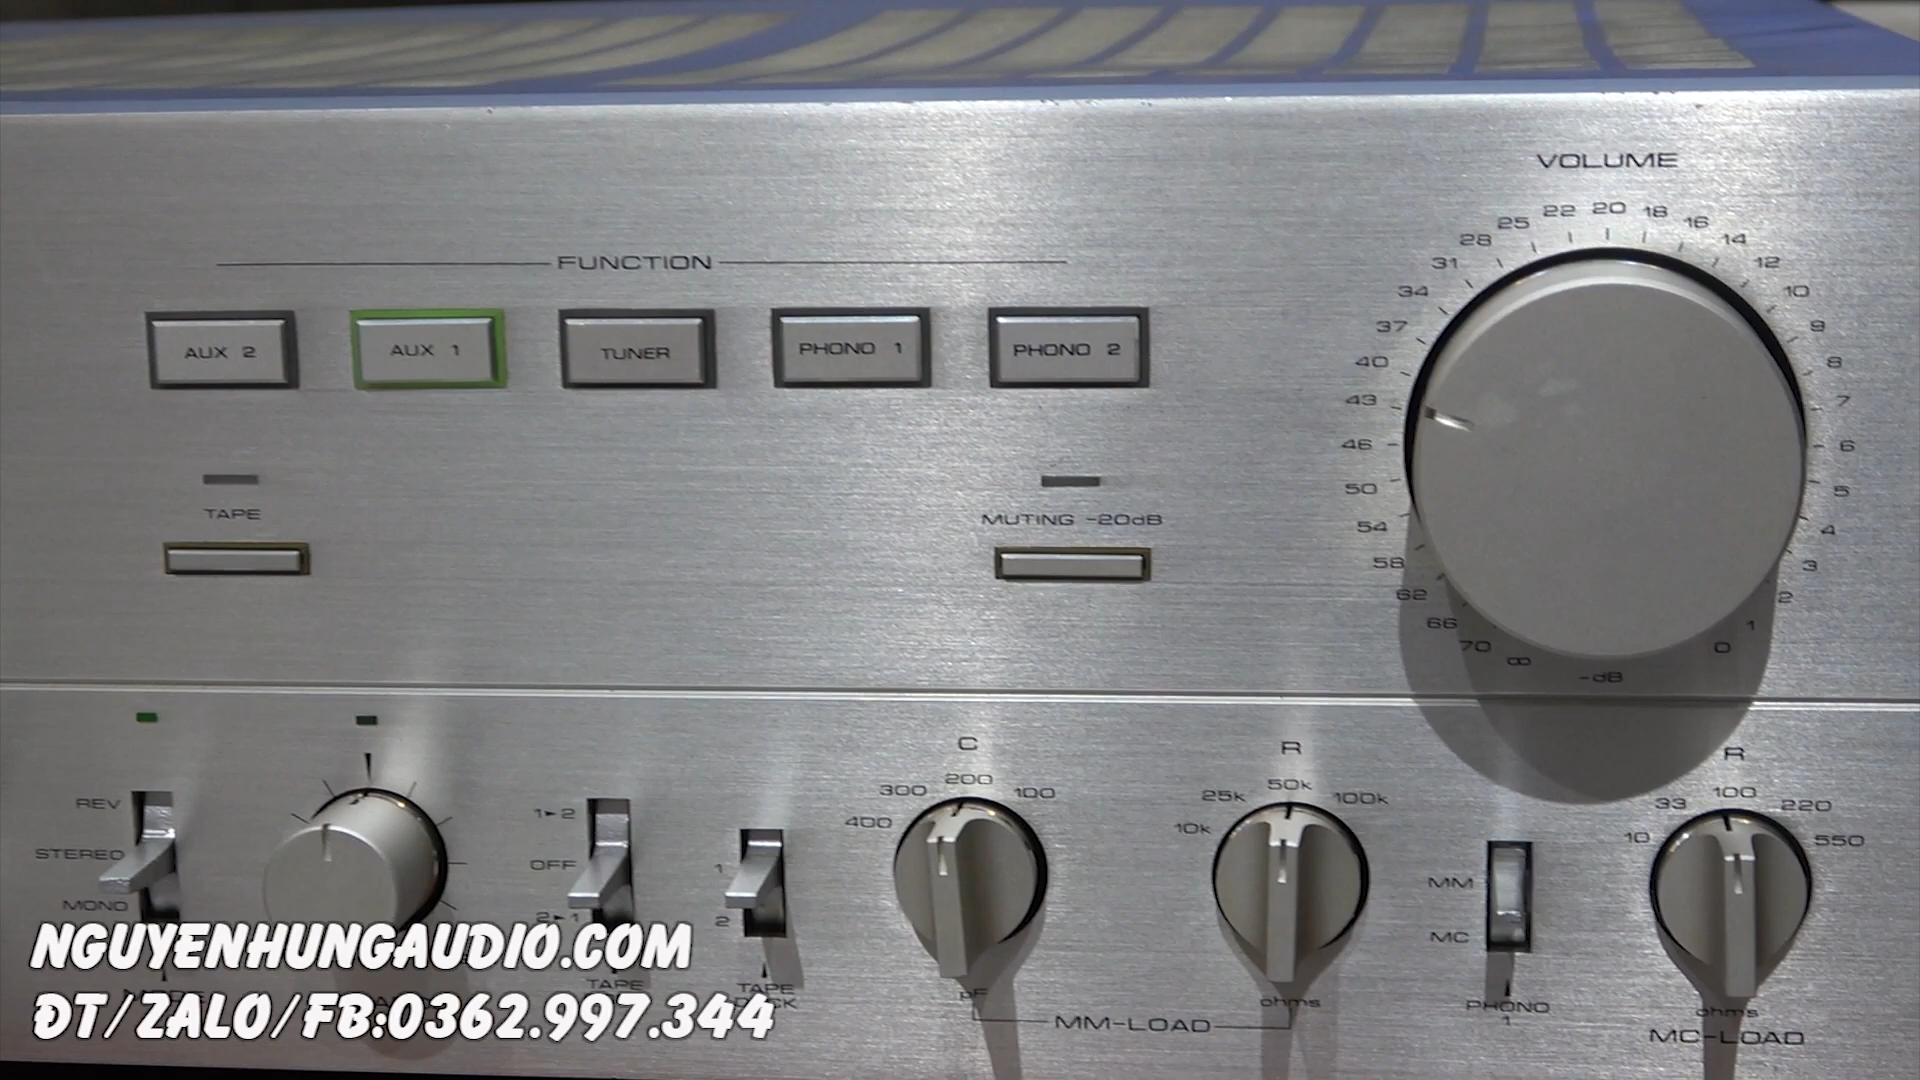 VOLUME
25 22 20 18 16
28 14
31 12
34 10
37 9
40 8
43 7
46 6
50 5
54 4
58 3
62 2
66 1
70 0
∞
-dB
FUNCTION
AUX 2 AUX 1 TUNER PHONO 1 PHONO 2
TAPE
MUTING -20dB
REV
STEREO
MONO
1►2
OFF
2►1
TAPE
1
2
TAPE
C
400 300 200 100
pF
R
10k 25k 50k 100k
ohms
MM-LOAD
MM
MC
PHONO
1
R
10 33 100 220 550
ohms
MC-LOAD
NGUYENHUNGAUDIO.COM
ĐT/ZALO/FB:0362.997.344